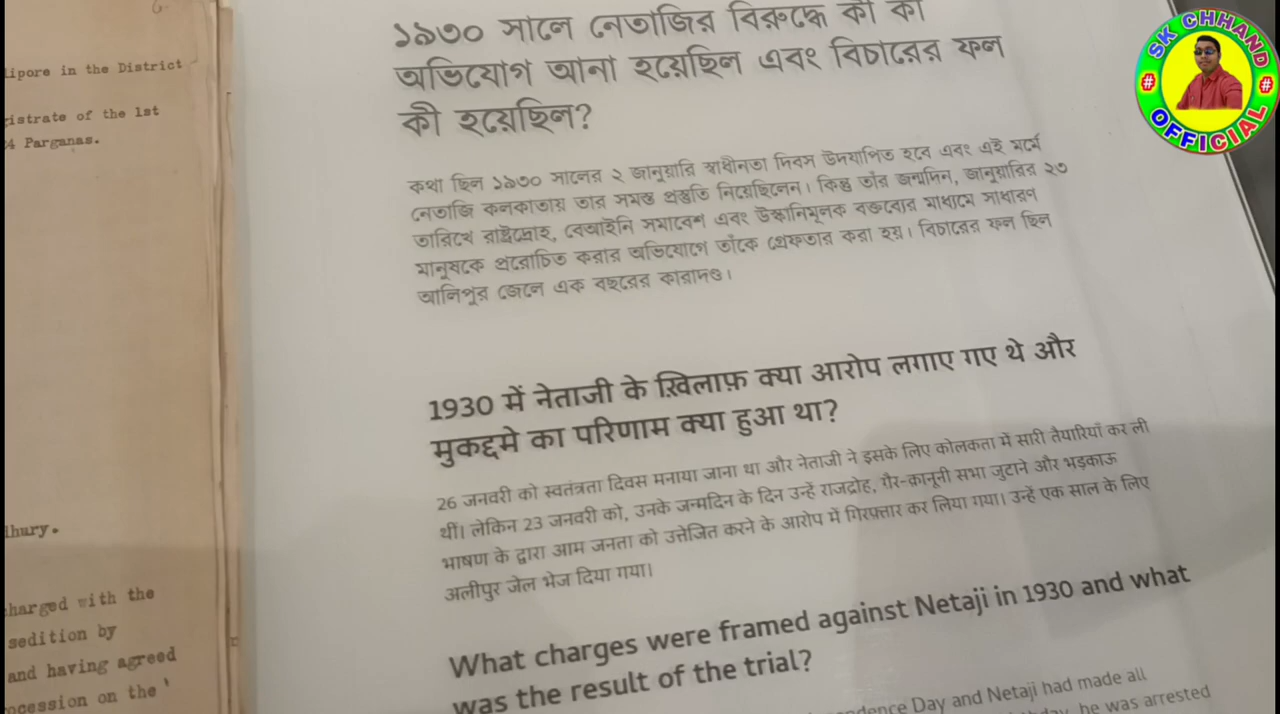 lipore in the District
istrate of the 1st
4 Parganas.
lhury.
harged with the
sedition by
and having agreed
ocession on the
১৯৩০ সালে নেতাজির বিরুদ্ধে কী কী
অভিযোগ আনা হয়েছিল এবং বিচারের ফল
কী হয়েছিল?
কথা ছিল ১৯৩০ সালের ২ জানুয়ারি স্বাধীনতা দিবস উদযাপিত হবে এবং এই মর্মে
নেতাজি কলকাতায় তার সমস্ত প্রস্তুতি নিয়েছিলেন। কিন্তু তাঁর জন্মদিন, জানুয়ারির ২৩
তারিখে রাষ্ট্রদ্রোহ, বেআইনি সমাবেশ এবং উস্কানিমূলক বক্তব্যের মাধ্যমে সাধারণ
মানুষকে প্ররোচিত করার অভিযোগে তাঁকে গ্রেফতার করা হয়। বিচারের ফল ছিল
আলিপুর জেলে এক বছরের কারাদণ্ড।
1930 में नेताजी के ख़िलाफ़ क्या आरोप लगाए गए थे और
मुकद्दमे का परिणाम क्या हुआ था?
26 जनवरी को स्वतंत्रता दिवस मनाया जाना था और नेताजी ने इसके लिए कोलकता में सारी तैयारियाँ कर ली
थीं। लेकिन 23 जनवरी को, उनके जन्मदिन के दिन उन्हें राजद्रोह, ग़ैर-क़ानूनी सभा जुटाने और भड़काऊ
भाषण के द्वारा आम जनता को उत्तेजित करने के आरोप में गिरफ़्तार कर लिया गया। उन्हें एक साल के लिए
अलीपुर जेल भेज दिया गया।
What charges were framed against Netaji in 1930 and what
was the result of the trial?
Day and Netaji had made all
he was arrested
SK CHHAND
# #
OFFICIAL